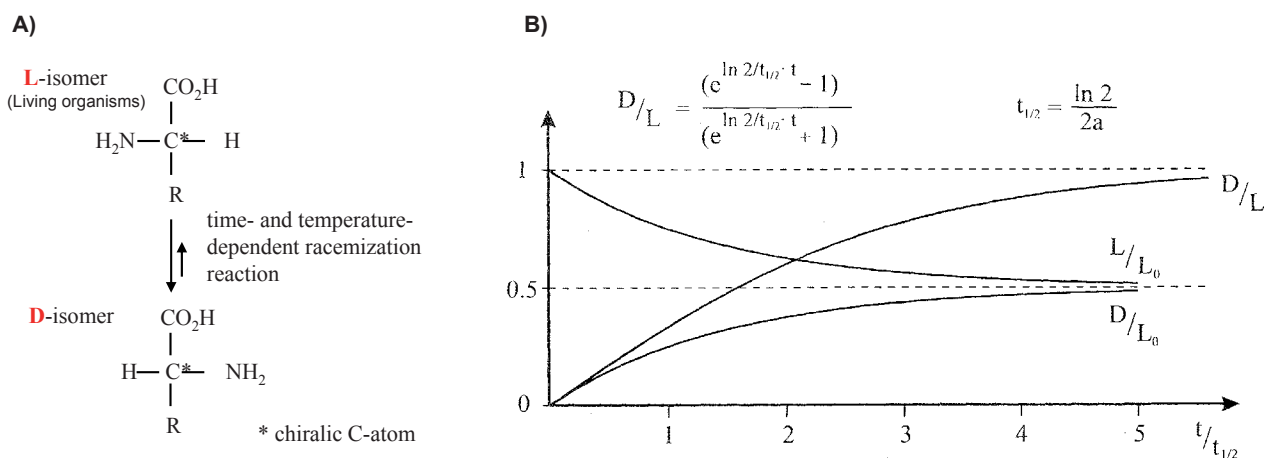 A)
L-isomer
(Living organisms)
CO₂H
H₂N
C*
H
R
time- and temperature-
dependent racemization
reaction
D-isomer
CO₂H
H
C*
NH₂
R
* chiralic C-atom
B)
D/L = (e^(ln 2/t₁/₂ · t) − 1) / (e^(ln 2/t₁/₂ · t) + 1)
t₁/₂ = ln 2 / 2a
1
0.5
0
D/L
L/L₀
D/L₀
1 2 3 4 5
t/t₁/₂